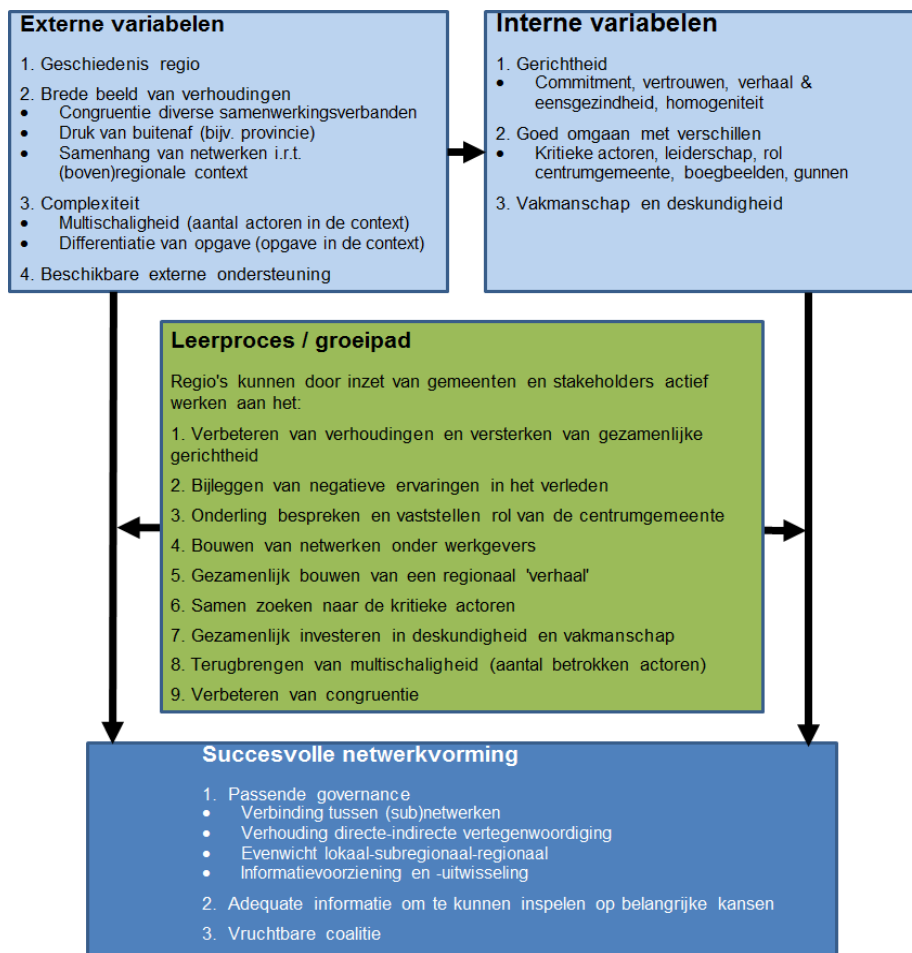 Externe variabelen
1. Geschiedenis regio
2. Brede beeld van verhoudingen
• Congruentie diverse samenwerkingsverbanden
• Druk van buitenaf (bijv. provincie)
• Samenhang van netwerken i.r.t.
(boven)regionale context
3. Complexiteit
• Multischaligheid (aantal actoren in de context)
• Differentiatie van opgave (opgave in de context)
4. Beschikbare externe ondersteuning
Interne variabelen
1. Gerichtheid
• Commitment, vertrouwen, verhaal &
eensgezindheid, homogeniteit
2. Goed omgaan met verschillen
• Kritieke actoren, leiderschap, rol
centrumgemeente, boegbeelden, gunnen
3. Vakmanschap en deskundigheid
Leerproces / groeipad
Regio's kunnen door inzet van gemeenten en stakeholders actief
werken aan het:
1. Verbeteren van verhoudingen en versterken van gezamenlijke
gerichtheid
2. Bijleggen van negatieve ervaringen in het verleden
3. Onderling bespreken en vaststellen rol van de centrumgemeente
4. Bouwen van netwerken onder werkgevers
5. Gezamenlijk bouwen van een regionaal 'verhaal'
6. Samen zoeken naar de kritieke actoren
7. Gezamenlijk investeren in deskundigheid en vakmanschap
8. Terugbrengen van multischaligheid (aantal betrokken actoren)
9. Verbeteren van congruentie
Succesvolle netwerkvorming
1. Passende governance
• Verbinding tussen (sub)netwerken
• Verhouding directe-indirecte vertegenwoordiging
• Evenwicht lokaal-subregionaal-regionaal
• Informatievoorziening en -uitwisseling
2. Adequate informatie om te kunnen inspelen op belangrijke kansen
3. Vruchtbare coalitie